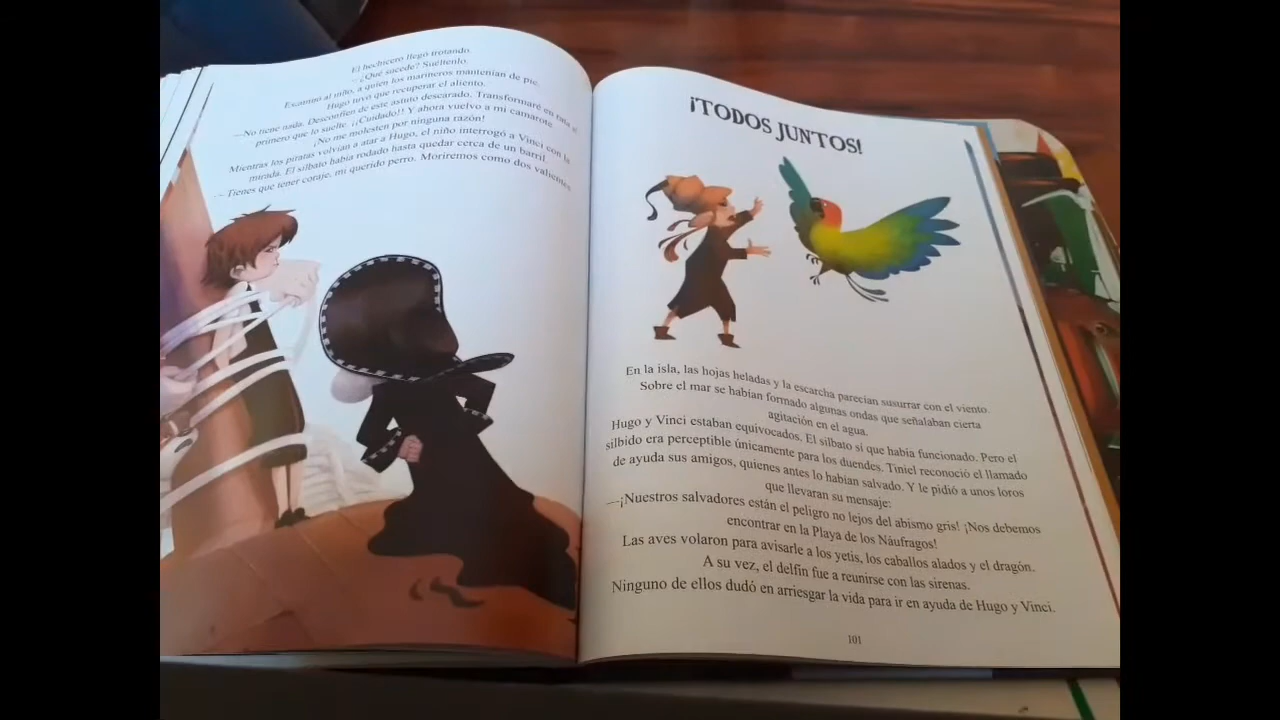 El hechicero llegó trotando.
—¿Qué sucede? Suéltenlo.
Examinó al niño, a quien los marineros mantenían de pie.
Hugo tuvo que recuperar el aliento.
—No tiene nada. Desconfíen de este astuto descarado. Transformaré en rata al
primero que lo suelte. ¡¡Cuidado!! Y ahora vuelvo a mi camarote.
¡No me molesten por ninguna razón!
Mientras los piratas volvían a atar a Hugo, el niño interrogó a Vinci con la
mirada. El silbato había rodado hasta quedar cerca de un barril.
—Tienes que tener coraje, mi querido perro. Moriremos como dos valientes.
¡TODOS JUNTOS!
En la isla, las hojas heladas y la escarcha parecían susurrar con el viento.
Sobre el mar se habían formado algunas ondas que señalaban cierta
agitación en el agua.
Hugo y Vinci estaban equivocados. El silbato sí que había funcionado. Pero el
silbido era perceptible únicamente para los duendes. Tiniel reconoció el llamado
de ayuda sus amigos, quienes antes lo habían salvado. Y le pidió a unos loros
que llevaran su mensaje:
—¡Nuestros salvadores están el peligro no lejos del abismo gris! ¡Nos debemos
encontrar en la Playa de los Náufragos!
Las aves volaron para avisarle a los yetis, los caballos alados y el dragón.
A su vez, el delfín fue a reunirse con las sirenas.
Ninguno de ellos dudó en arriesgar la vida para ir en ayuda de Hugo y Vinci.
101